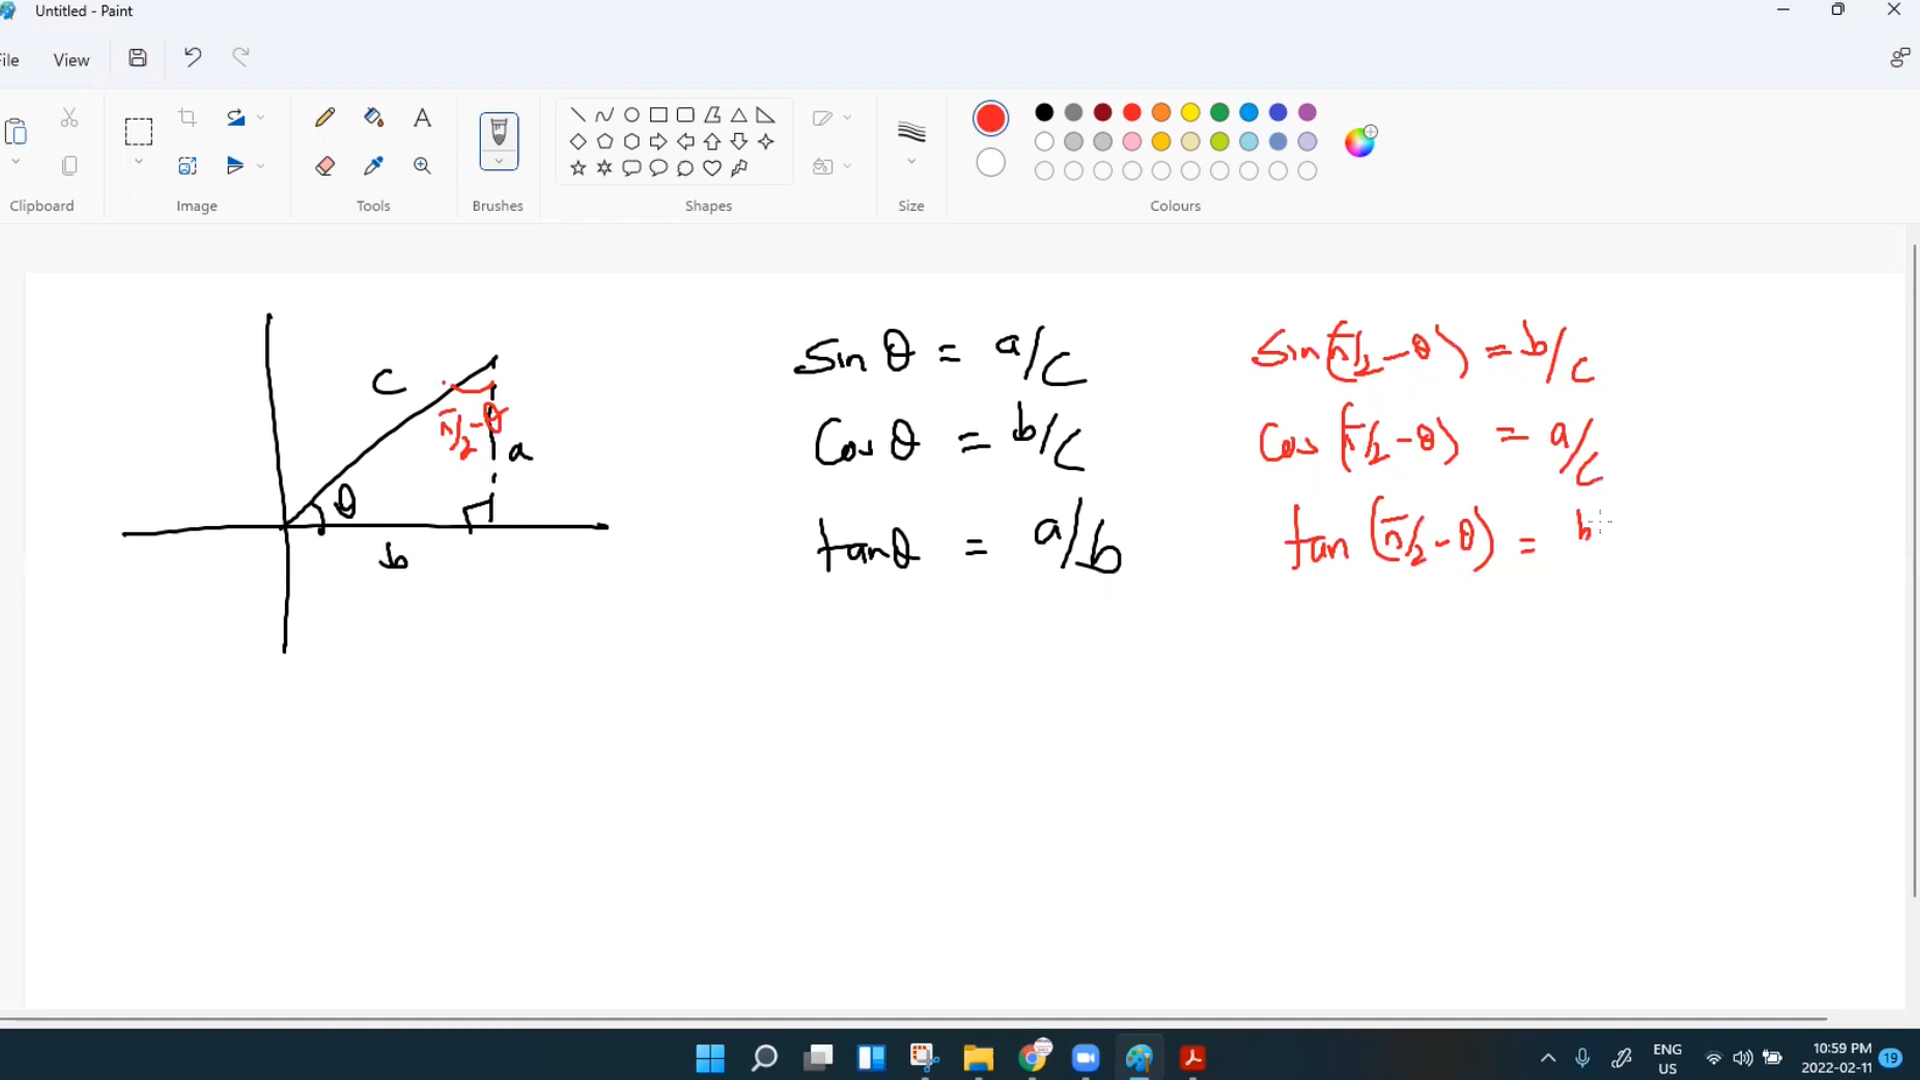 Untitled - Paint
File View
Clipboard Image Tools Brushes Shapes Size Colours
C
π/2-θ
a
θ
b
sin θ = a/c
cos θ = b/c
tanθ = a/b
sin(π/2-θ) = b/c
cos(π/2-θ) = a/c
tan(π/2-θ) = b
ENG
US
10:59 PM
2022-02-11
19